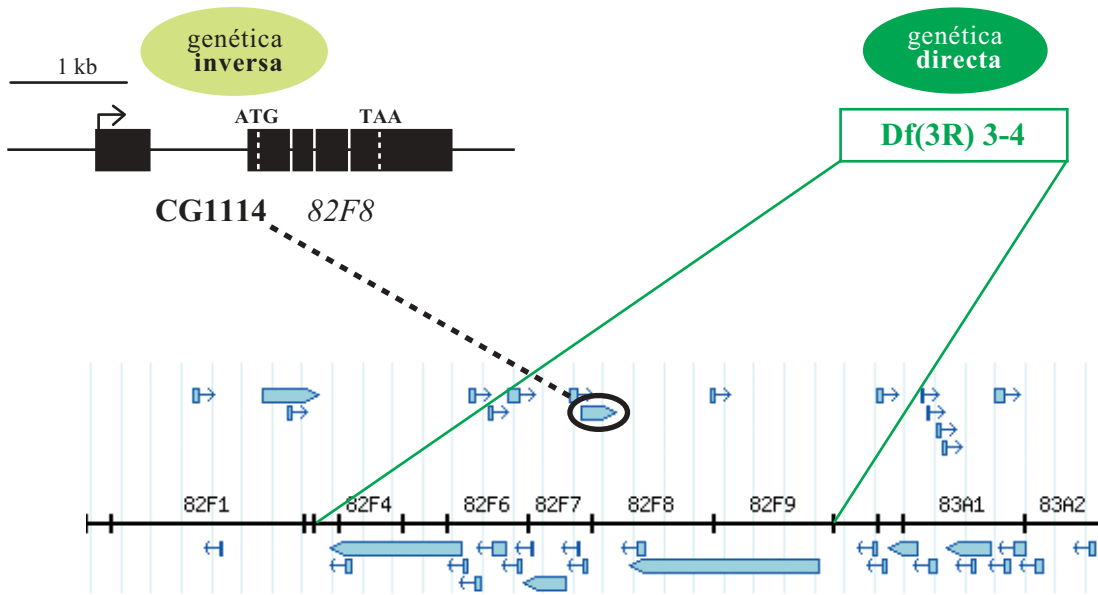 genética
inversa
genética
directa
1 kb
ATG TAA
Df(3R) 3-4
CG1114 82F8
82F1 82F4 82F6 82F7 82F8 82F9 83A1 83A2